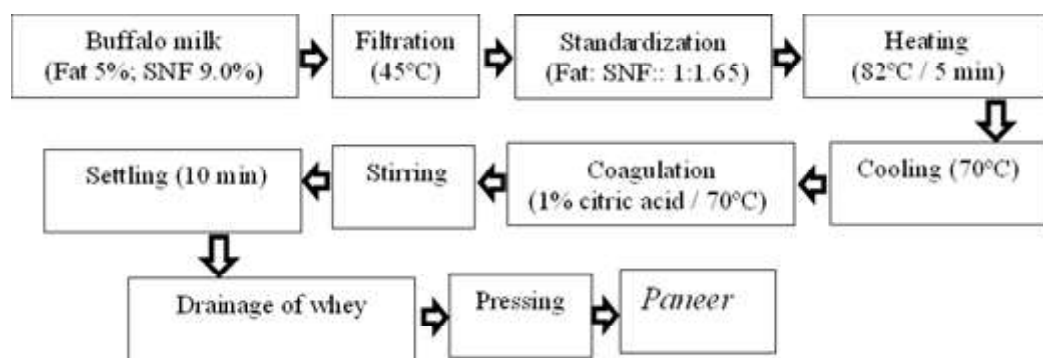 Buffalo milk
(Fat 5%; SNF 9.0%)
Filtration
(45°C)
Standardization
(Fat: SNF:: 1:1.65)
Heating
(82°C / 5 min)
Cooling (70°C)
Coagulation
(1% citric acid / 70°C)
Stirring
Settling (10 min)
Drainage of whey
Pressing
Paneer